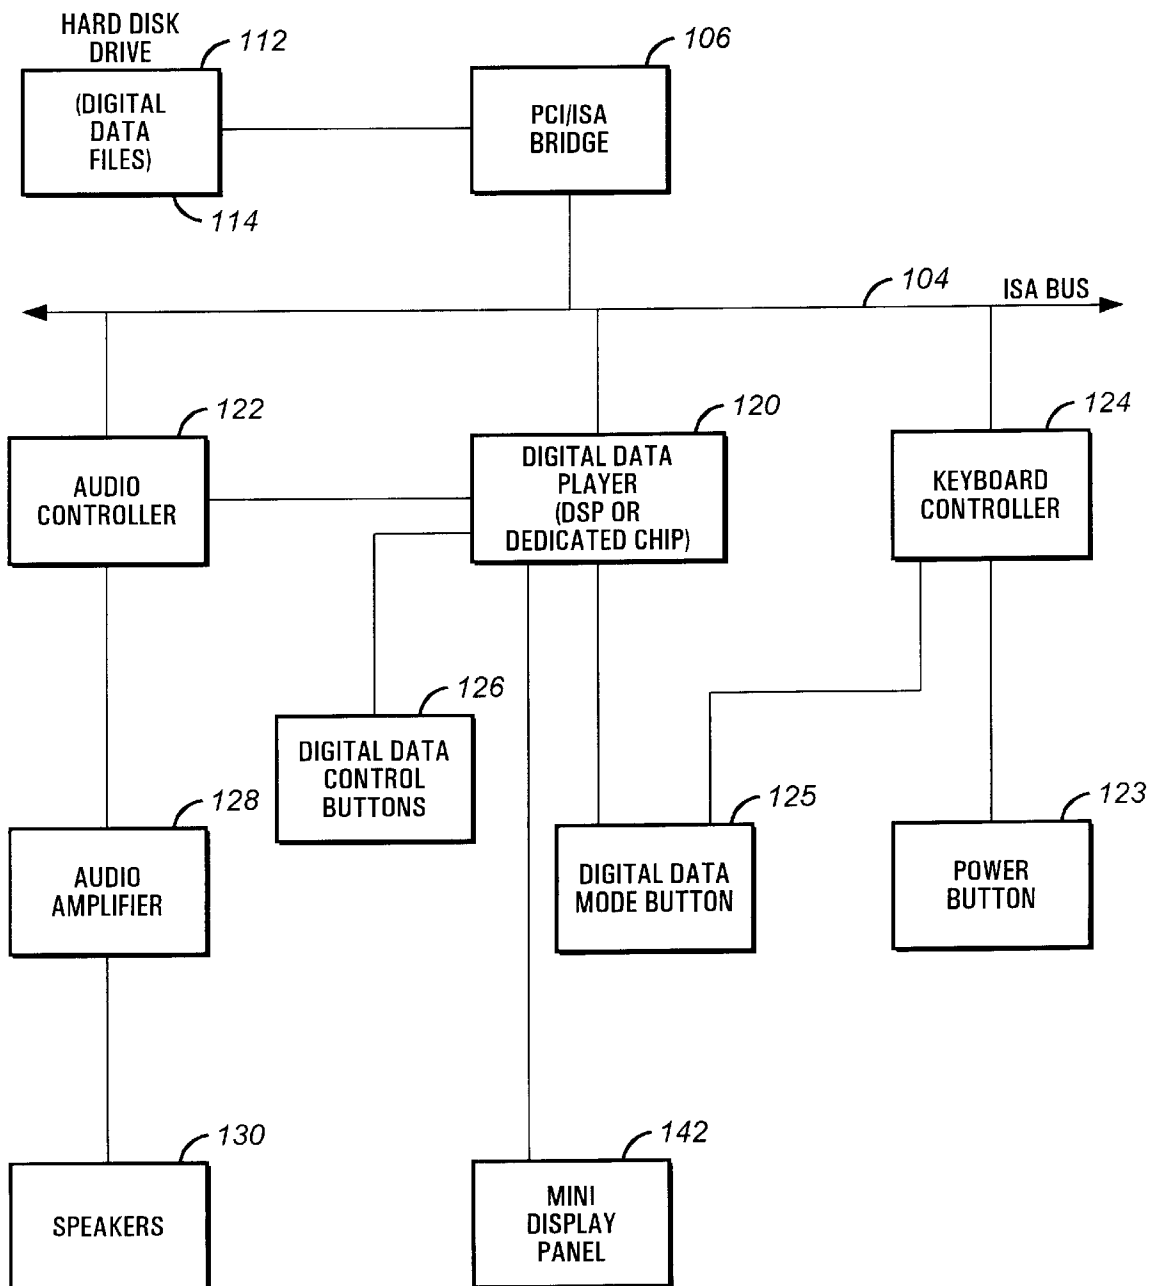 HARD DISK
DRIVE
112
(DIGITAL
DATA
FILES)
114
106
PCI/ISA
BRIDGE
104
ISA BUS
122
AUDIO
CONTROLLER
120
DIGITAL DATA
PLAYER
(DSP OR
DEDICATED CHIP)
124
KEYBOARD
CONTROLLER
126
DIGITAL DATA
CONTROL
BUTTONS
128
AUDIO
AMPLIFIER
125
DIGITAL DATA
MODE BUTTON
123
POWER
BUTTON
130
SPEAKERS
142
MINI
DISPLAY
PANEL